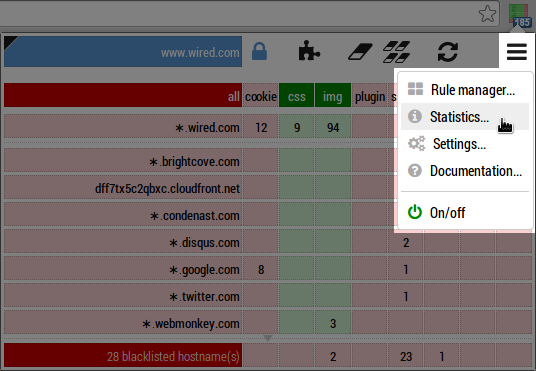 185
www.wired.com
all cookie css img plugin s
∗.wired.com 12 9 94
∗.brightcove.com
dff7tx5c2qbxc.cloudfront.net
∗.condenast.com
∗.disqus.com 2
∗.google.com 8 1
∗.twitter.com 1
∗.webmonkey.com 3
28 blacklisted hostname(s) 2 23 1
Rule manager...
Statistics...
Settings...
Documentation...
On/off